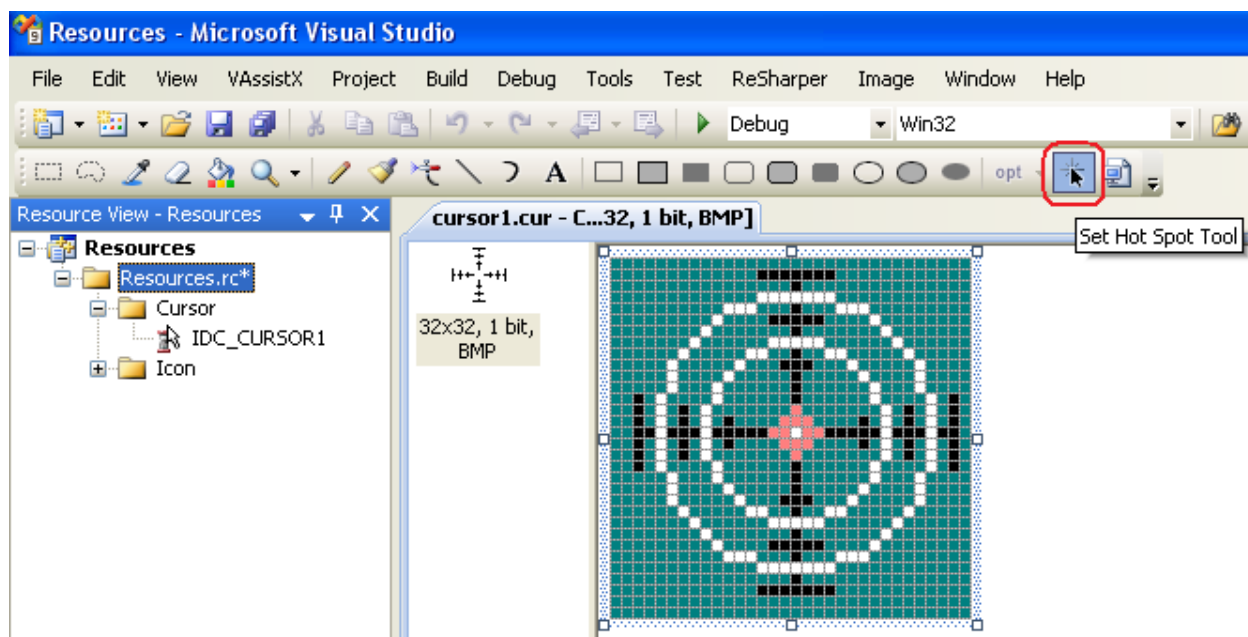 Resources - Microsoft Visual Studio
File Edit View VAssistX Project Build Debug Tools Test ReSharper Image Window Help
Debug Win32
A opt
Set Hot Spot Tool
Resource View - Resources
cursor1.cur - C...32, 1 bit, BMP]
Resources
Resources.rc*
Cursor
IDC_CURSOR1
Icon
32x32, 1 bit,
BMP